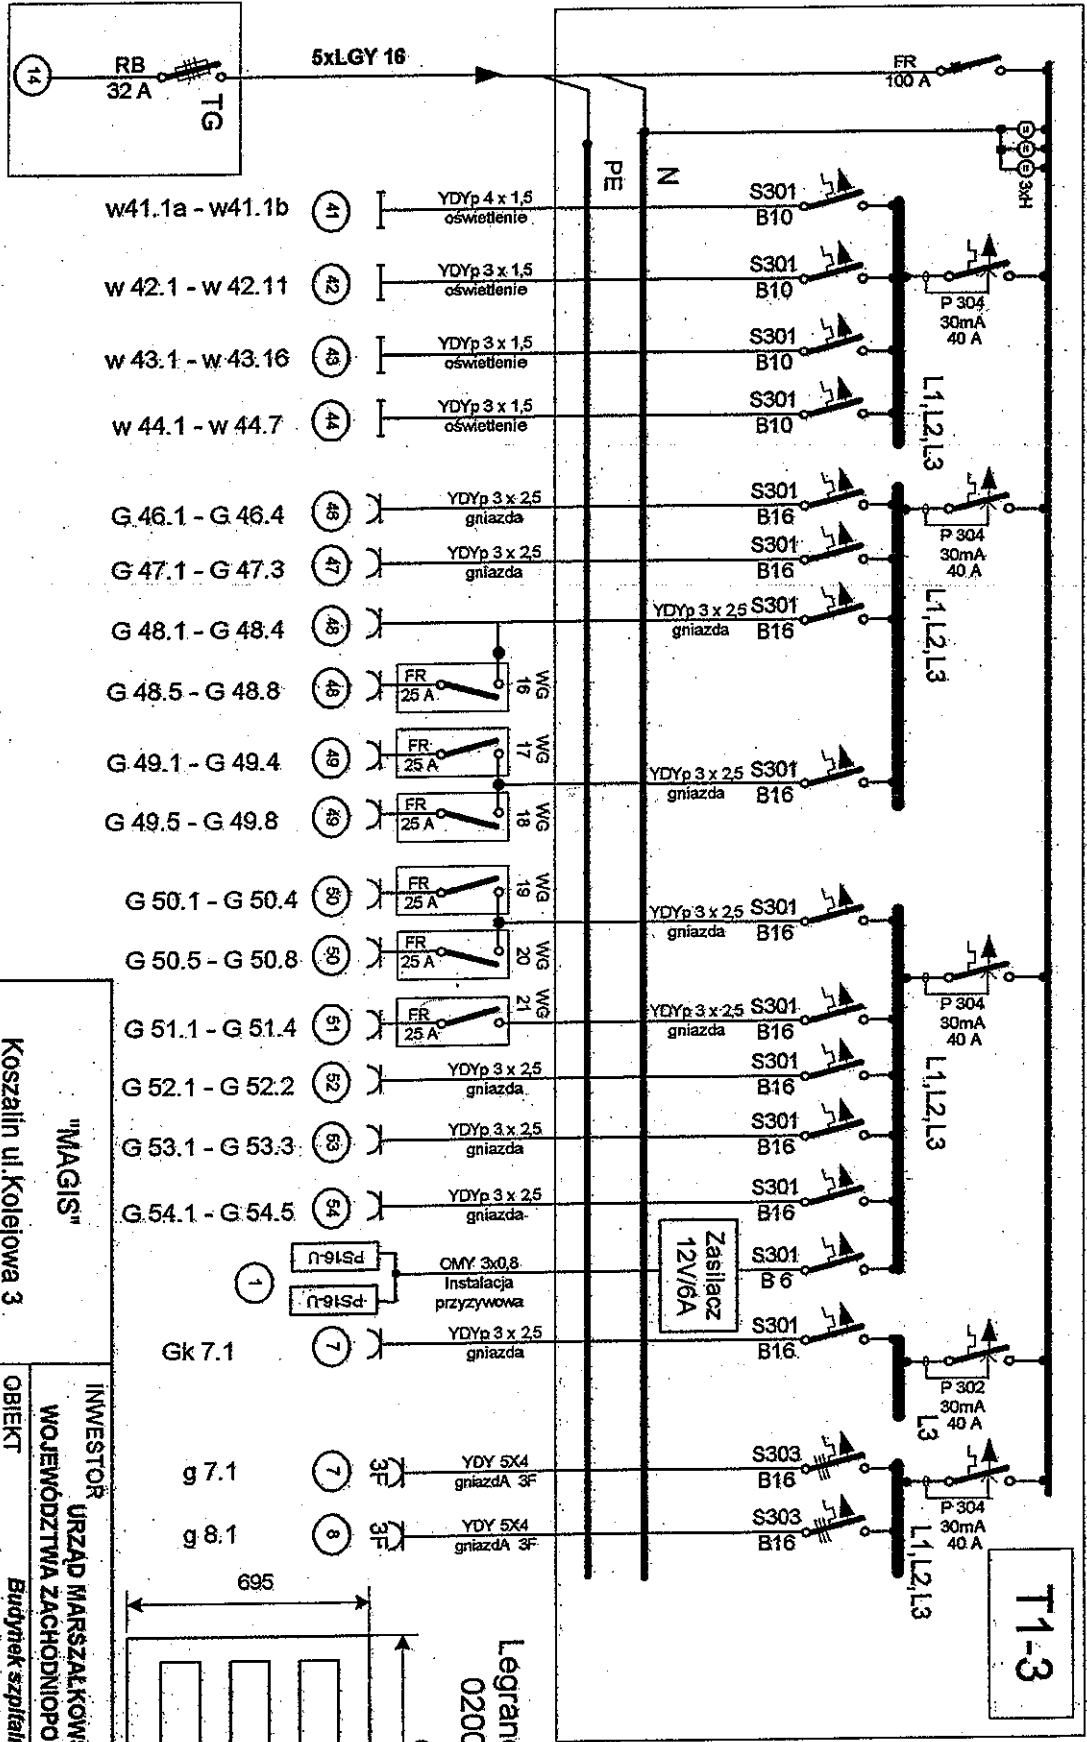 14
RB
32 A
TG
5xLGY 16
FR
100 A
3xH
PE
N
w41.1a - w41.1b
41
YDYp 4 x 1,5
oświetlenie
S301
B10
P 304
30mA
40 A
w 42.1 - w 42.11
42
YDYp 3 x 1,5
oświetlenie
S301
B10
w 43.1 - w 43.16
43
YDYp 3 x 1,5
oświetlenie
S301
B10
w 44.1 - w 44.7
44
YDYp 3 x 1,5
oświetlenie
S301
B10
L1,L2,L3
G 46.1 - G 46.4
46
YDYp 3 x 2,5
gniazda
S301
B16
P 304
30mA
40 A
G 47.1 - G 47.3
47
YDYp 3 x 2,5
gniazda
S301
B16
G 48.1 - G 48.4
48
YDYp 3 x 2,5
gniazda
S301
B16
L1,L2,L3
G 48.5 - G 48.8
48
FR
25 A
WG
16
G 49.1 - G 49.4
49
FR
25 A
WG
17
YDYp 3 x 2,5
gniazda
S301
B16
G 49.5 - G 49.8
49
FR
25 A
WG
18
G 50.1 - G 50.4
50
FR
25 A
WG
19
YDYp 3 x 2,5
gniazda
S301
B16
G 50.5 - G 50.8
50
FR
25 A
WG
20
P 304
30mA
40 A
G 51.1 - G 51.4
51
FR
25 A
WG
21
YDYp 3 x 2,5
gniazda
S301
B16
G 52.1 - G 52.2
52
YDYp 3 x 2,5
gniazda
S301
B16
L1,L2,L3
G 53.1 - G 53.3
53
YDYp 3 x 2,5
gniazda
S301
B16
G 54.1 - G 54.5
54
YDYp 3 x 2,5
gniazda
S301
B16
1
PS16-U
PS16-U
OMY 3x0,8
Instalacja
przyzywowa
Zasilacz
12V/6A
S301
B 6
Gk 7.1
7
YDYp 3 x 2,5
gniazda
S301
B16
P 302
30mA
40 A
L3
g 7.1
7
3F
YDY 5X4
gniazdA 3F
S303
B16
P 304
30mA
40 A
g 8.1
8
3F
YDY 5X4
gniazdA 3F
S303
B16
L1,L2,L3
T1-3
695
Legrand
0200
"MAGIS"
Koszalin ul.Kolejowa 3
INWESTOR
URZĄD MARSZAŁKOW
WOJEWÓDZTWA ZACHODNIOPO
OBIEKT
Budynek szpital